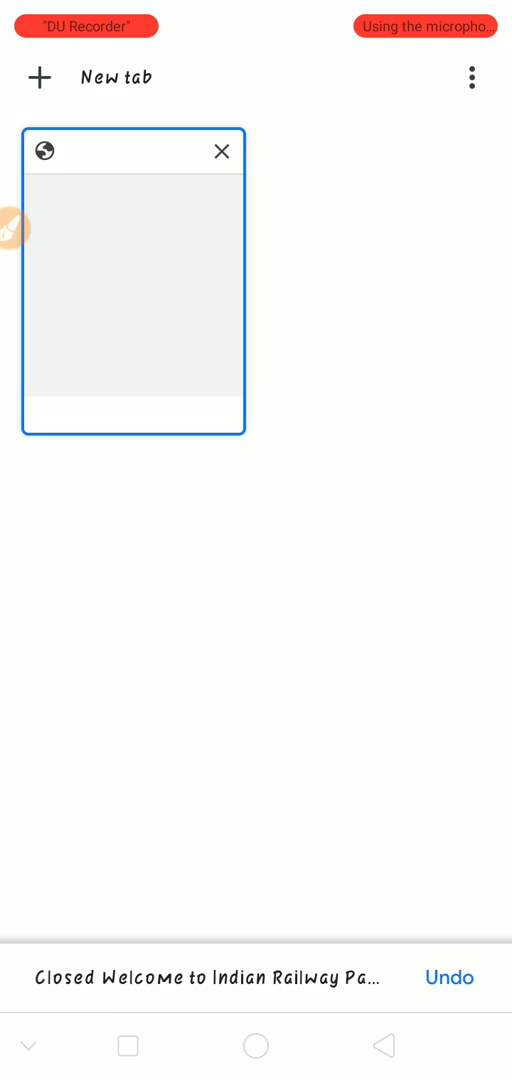 "DU Recorder"
Using the micropho...
New tab
Closed Welcome to Indian Railway Pa...
Undo